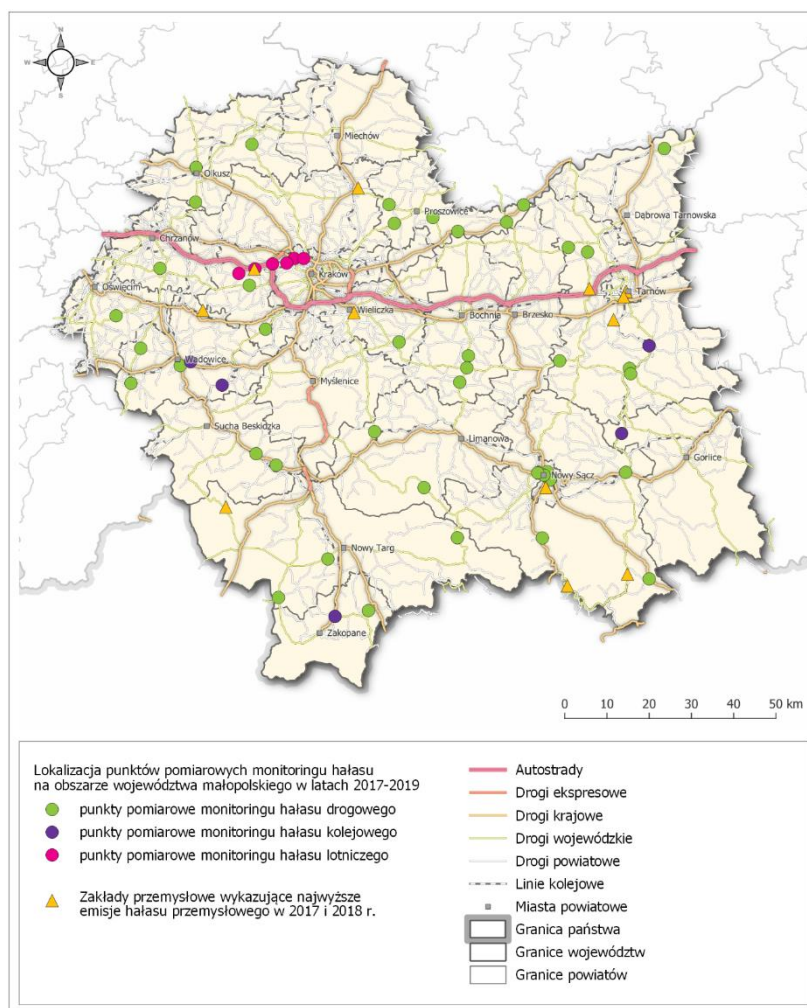 N
W E
S
Miechów
Olkusz
Proszowice
Dąbrowa Tarnowska
Chrzanów
Kraków
Oświęcim
Tarnów
Wieliczka
Bochnia
Brzesko
Wadowice
Myślenice
Sucha Beskidzka
Limanowa
Gorlice
Nowy Sącz
Nowy Targ
Zakopane
0 10 20 30 40 50 km
Lokalizacja punktów pomiarowych monitoringu hałasu
na obszarze województwa małopolskiego w latach 2017-2019
punkty pomiarowe monitoringu hałasu drogowego
punkty pomiarowe monitoringu hałasu kolejowego
punkty pomiarowe monitoringu hałasu lotniczego
Zakłady przemysłowe wykazujące najwyższe
emisje hałasu przemysłowego w 2017 i 2018 r.
Autostrady
Drogi ekspresowe
Drogi krajowe
Drogi wojewódzkie
Drogi powiatowe
Linie kolejowe
Miasta powiatowe
Granica państwa
Granice województw
Granice powiatów